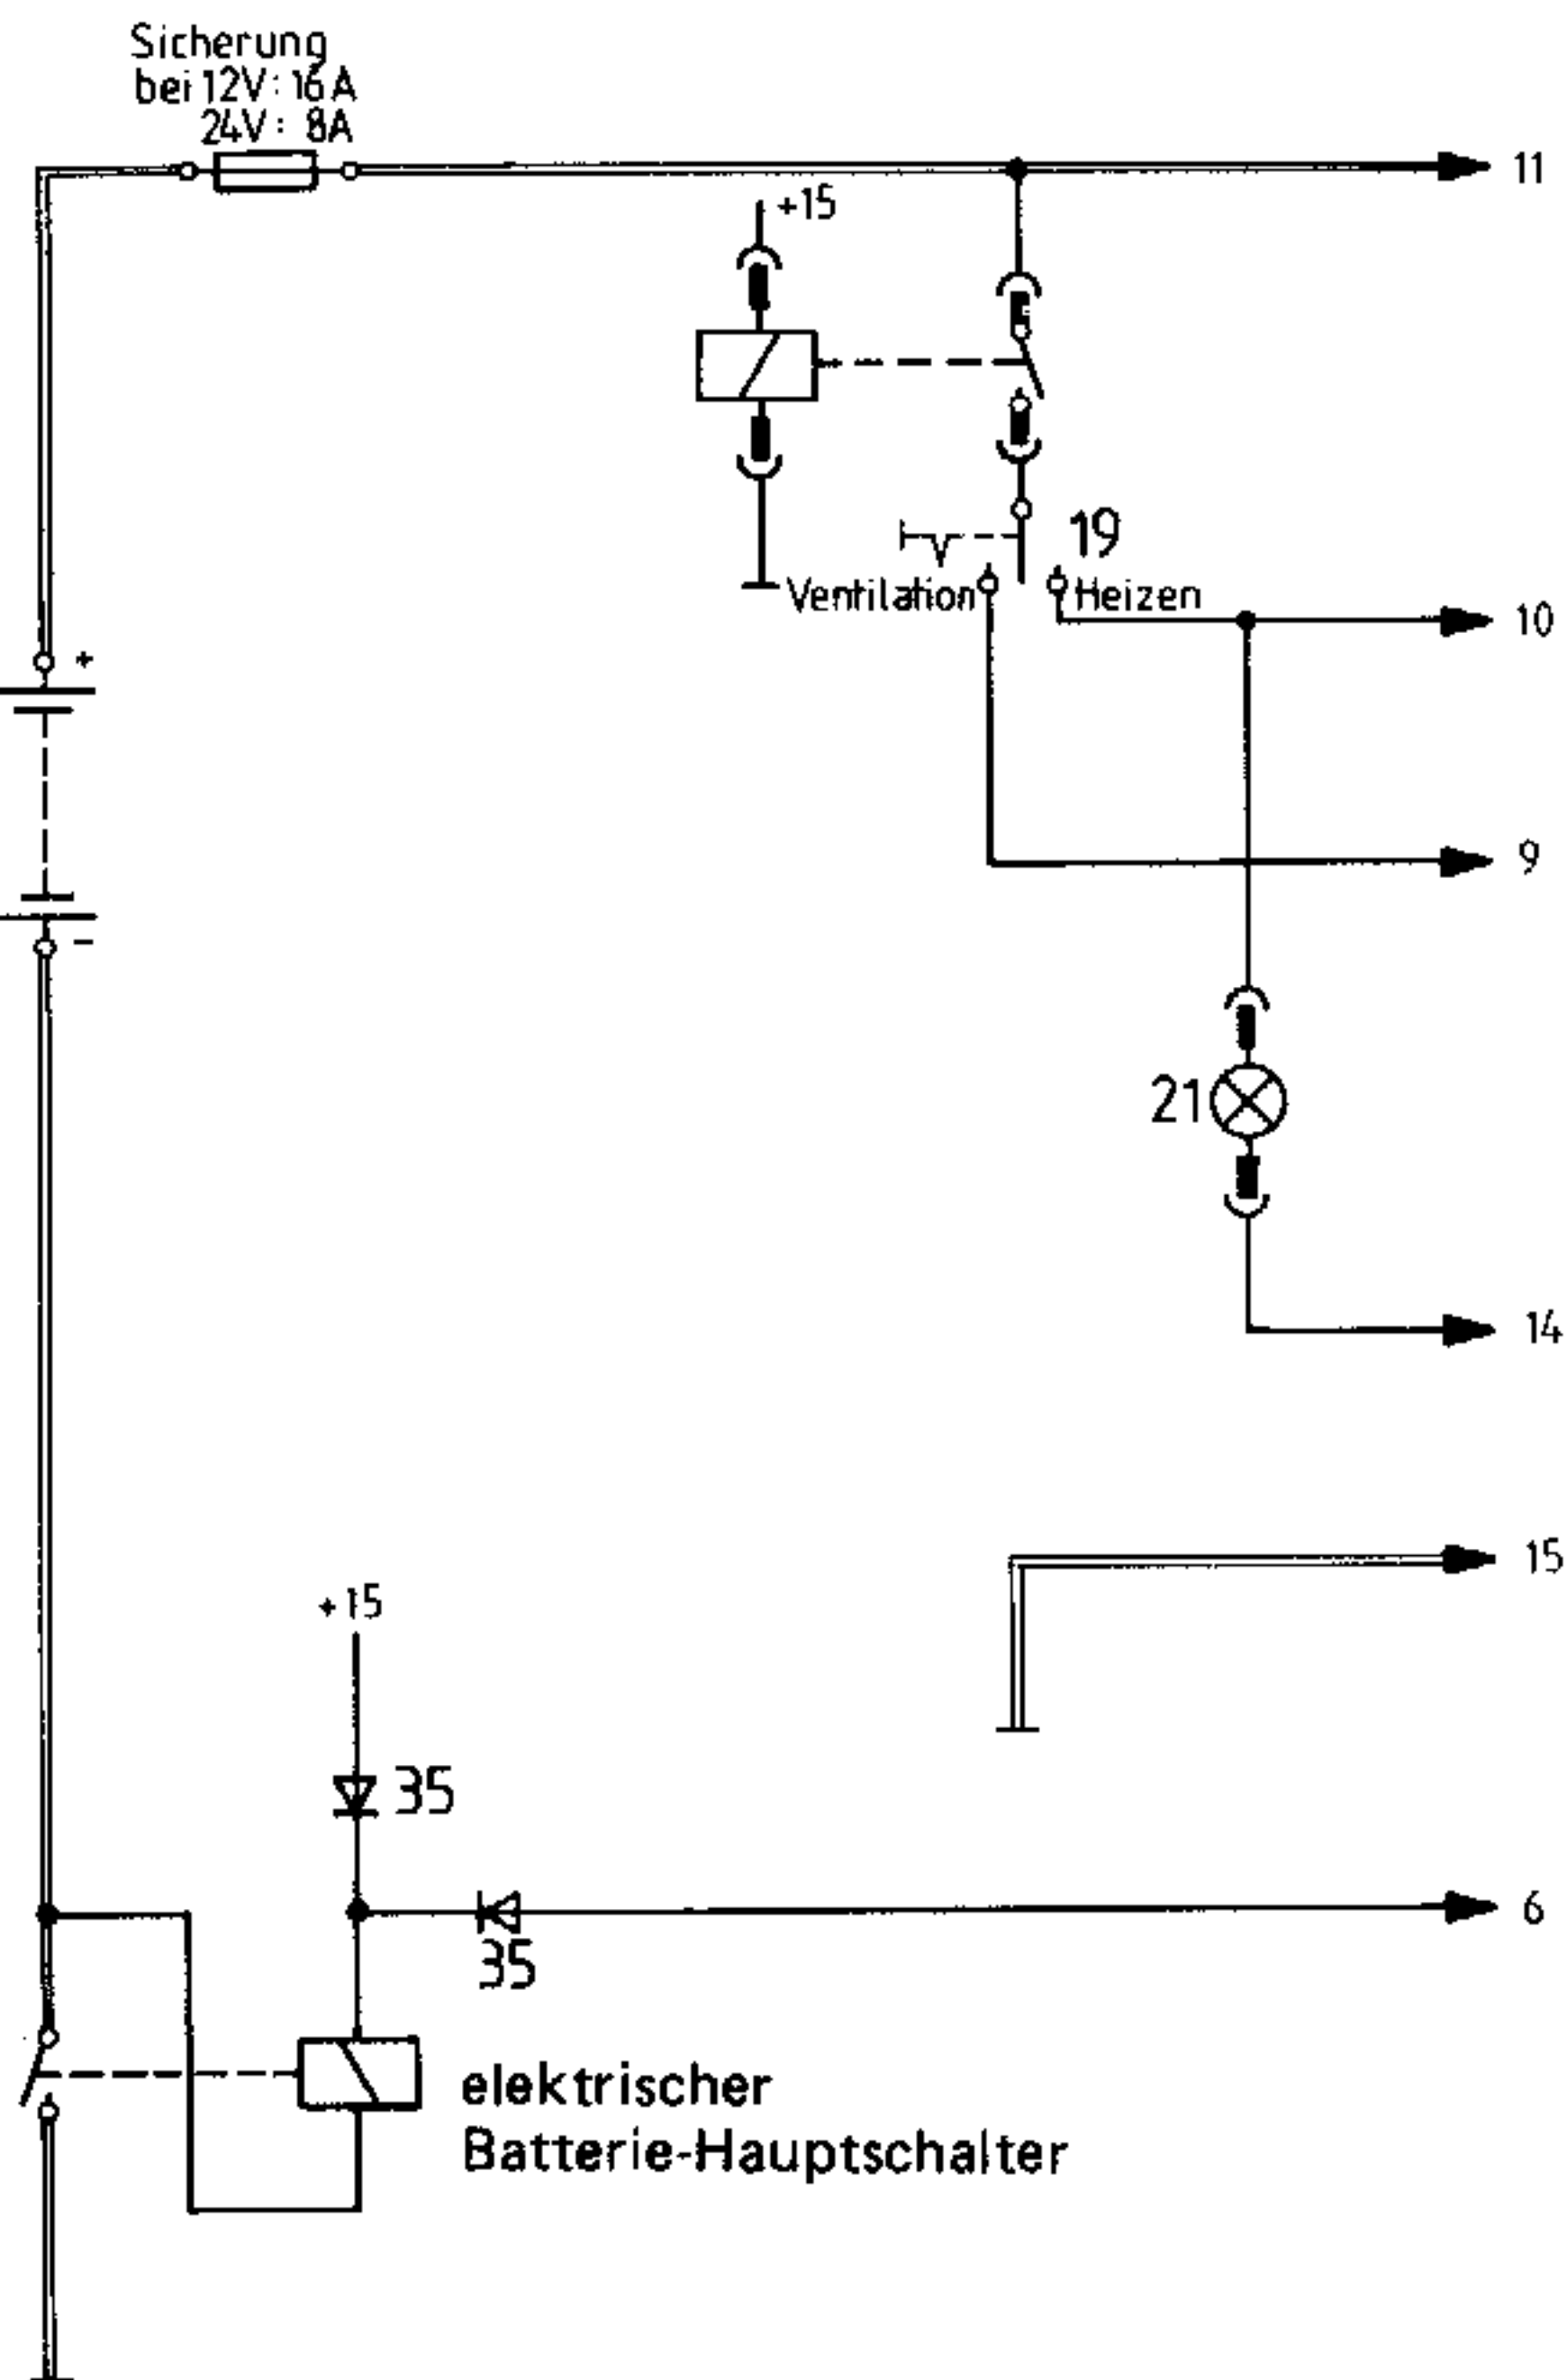 Sicherung
bei 12V: 16A
24V: 8A
11
+15
19
Ventilation
Heizen
10
+
9
-
21
14
15
+15
35
6
35
elektrischer
Batterie-Hauptschalter